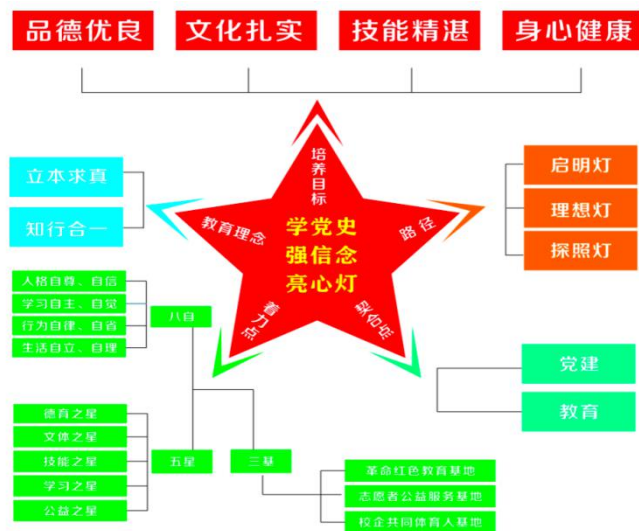 品德优良
文化扎实
技能精湛
身心健康
培养目标
立本求真
知行合一
教育理念
学党史
强信念
亮心灯
路径
启明灯
理想灯
探照灯
着力点
契合点
人格自尊、自信
学习自主、自觉
行为自律、自省
生活自立、自理
八自
党建
教育
德育之星
文体之星
技能之星
学习之星
公益之星
五星
三基
革命红色教育基地
志愿者公益服务基地
校企共同体育人基地